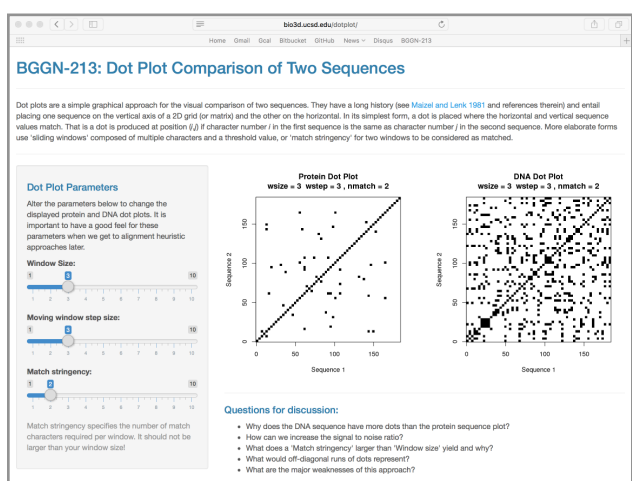 bio3d.ucsd.edu/dotplot/
Home Gmail Gcal Bitbucket GitHub News Disqus BGGN-213
BGGN-213: Dot Plot Comparison of Two Sequences
Dot plots are a simple graphical approach for the visual comparison of two sequences. They have a long history (see Maizel and Lenk 1981 and references therein) and entail
placing one sequence on the vertical axis of a 2D grid (or matrix) and the other on the horizontal. In its simplest form, a dot is placed where the horizontal and vertical sequence
values match. That is a dot is produced at position (i,j) if character number i in the first sequence is the same as character number j in the second sequence. More elaborate forms
use 'sliding windows' composed of multiple characters and a threshold value, or 'match stringency' for two windows to be considered as matched.
Dot Plot Parameters
Alter the parameters below to change the
displayed protein and DNA dot plots. It is
important to have a good feel for these
parameters when we get to alignment heuristic
approaches later.
Window Size:
1 3 10
1 2 3 4 5 6 7 8 9 10
Moving window step size:
1 3 10
1 2 3 4 5 6 7 8 9 10
Match stringency:
1 2 10
1 2 3 4 5 6 7 8 9 10
Match stringency specifies the number of match
characters required per window. It should not be
larger than your window size!
Protein Dot Plot
wsize = 3 wstep = 3 , nmatch = 2
Sequence 2
150
50
0
0 50 100 150
Sequence 1
DNA Dot Plot
wsize = 3 wstep = 3 , nmatch = 2
Sequence 2
150
50
0
0 50 100 150
Sequence 1
Questions for discussion:
• Why does the DNA sequence have more dots than the protein sequence plot?
• How can we increase the signal to noise ratio?
• What does a 'Match stringency' larger than 'Window size' yield and why?
• What would off-diagonal runs of dots represent?
• What are the major weaknesses of this approach?